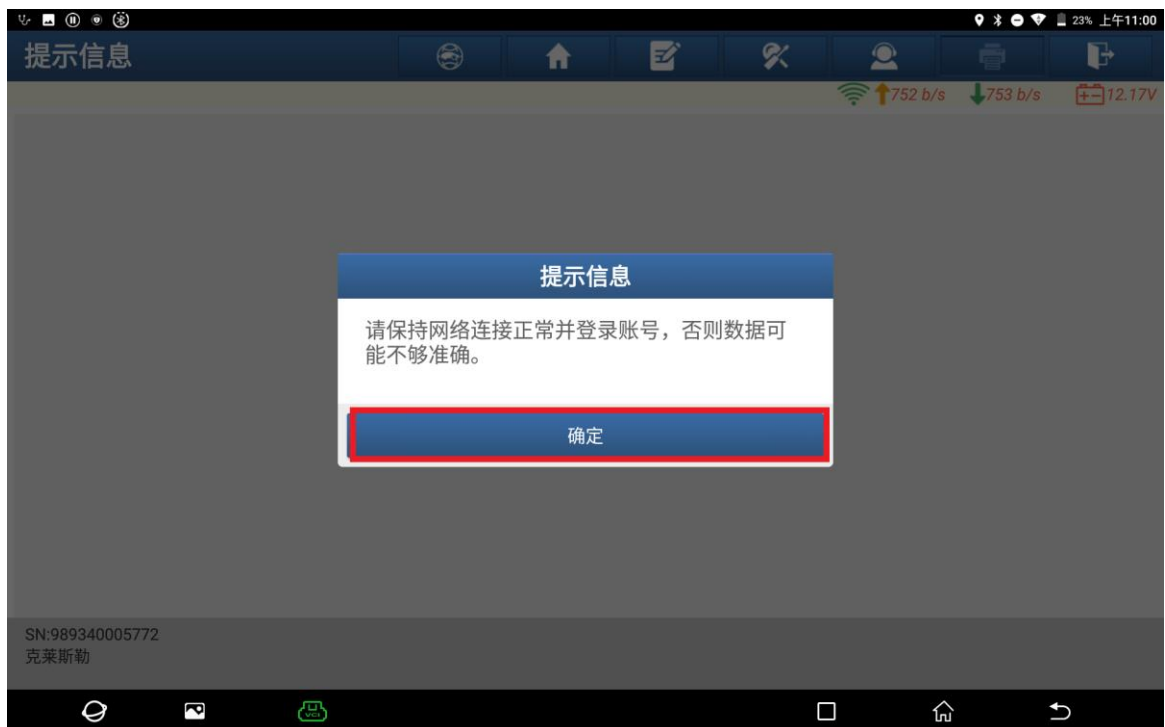 23% 上午11:00
提示信息
752 b/s 753 b/s 12.17V
提示信息
请保持网络连接正常并登录账号，否则数据可
能不够准确。
确定
SN:989340005772
克莱斯勒
VCI